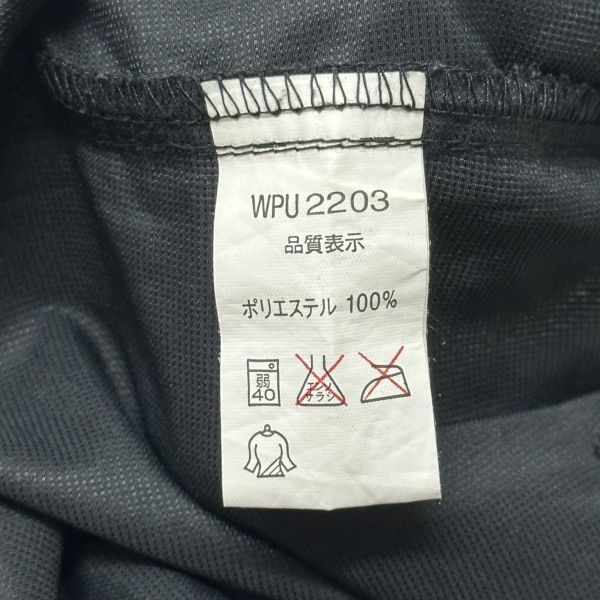 WPU 2203
品質表示
ポリエステル 100%
弱
40
エンソ
サラシ